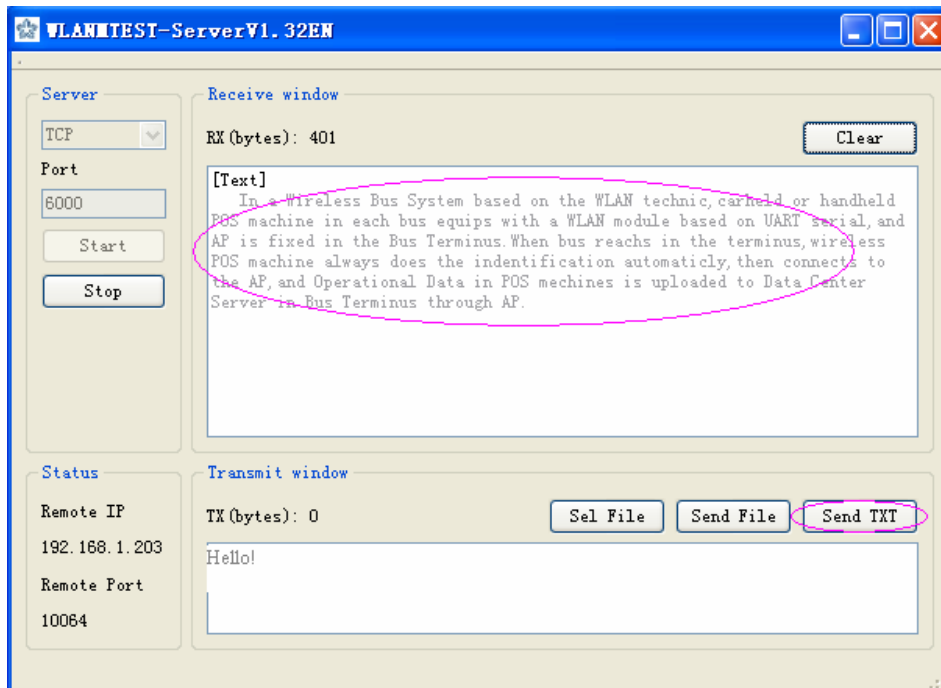 WLANMTEST-ServerV1.32EN
Server
TCP
Port
6000
Start
Stop
Receive window
RX(bytes): 401
Clear
[Text]
In a Wireless Bus System based on the WLAN technic, carheld or handheld
POS machine in each bus equips with a WLAN module based on UART serial, and
AP is fixed in the Bus Terminus. When bus reachs in the terminus, wireless
POS machine always does the indentification automaticly, then connects to
the AP, and Operational Data in POS mechines is uploaded to Data Center
Server in Bus Terminus through AP.
Status
Remote IP
192.168.1.203
Remote Port
10064
Transmit window
TX(bytes): 0
Sel File
Send File
Send TXT
Hello!